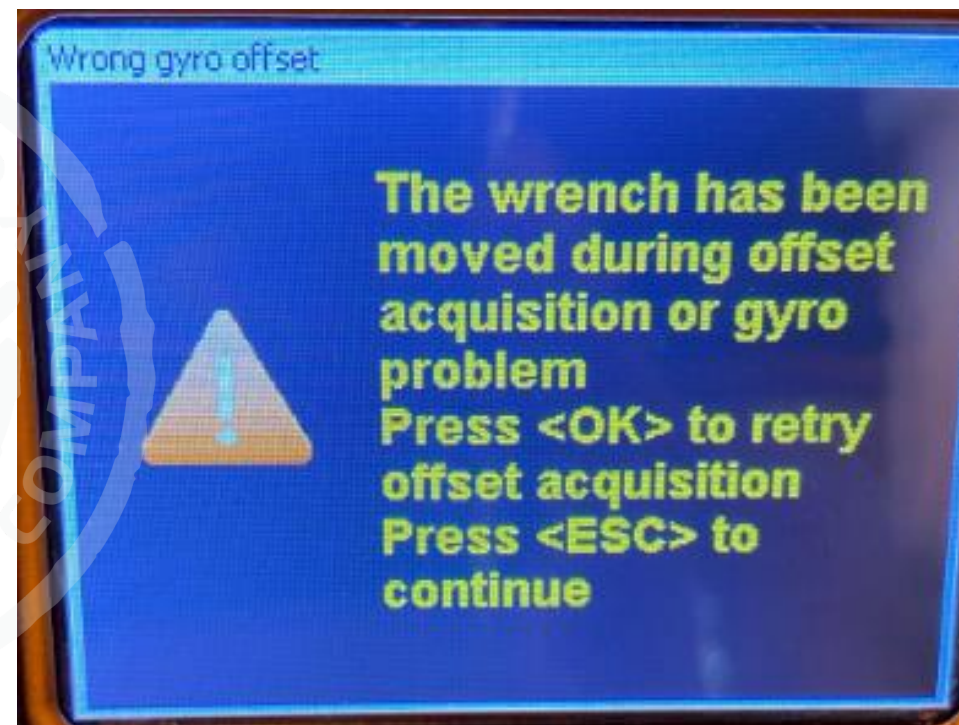 Wrong gyro offset
The wrench has been
moved during offset
acquisition or gyro
problem
Press <OK> to retry
offset acquisition
Press <ESC> to
continue
COMPANY